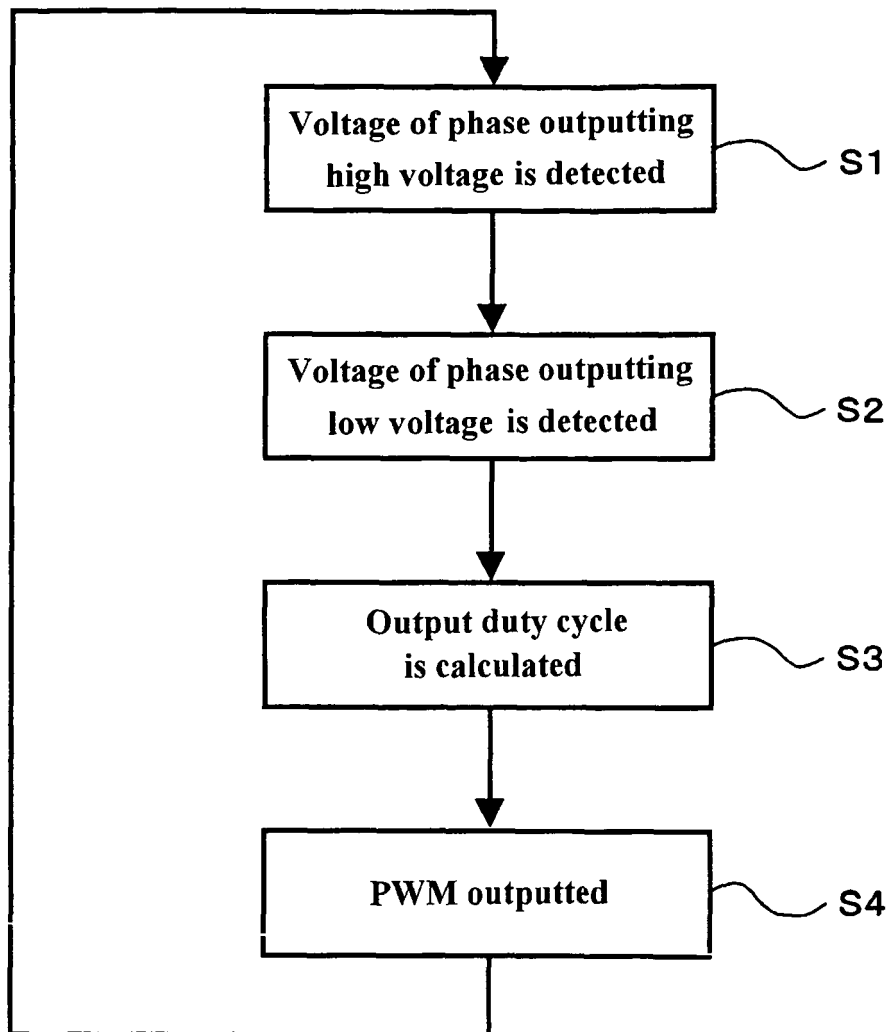 Voltage of phase outputting
high voltage is detected
S1
Voltage of phase outputting
low voltage is detected
S2
Output duty cycle
is calculated
S3
PWM outputted
S4